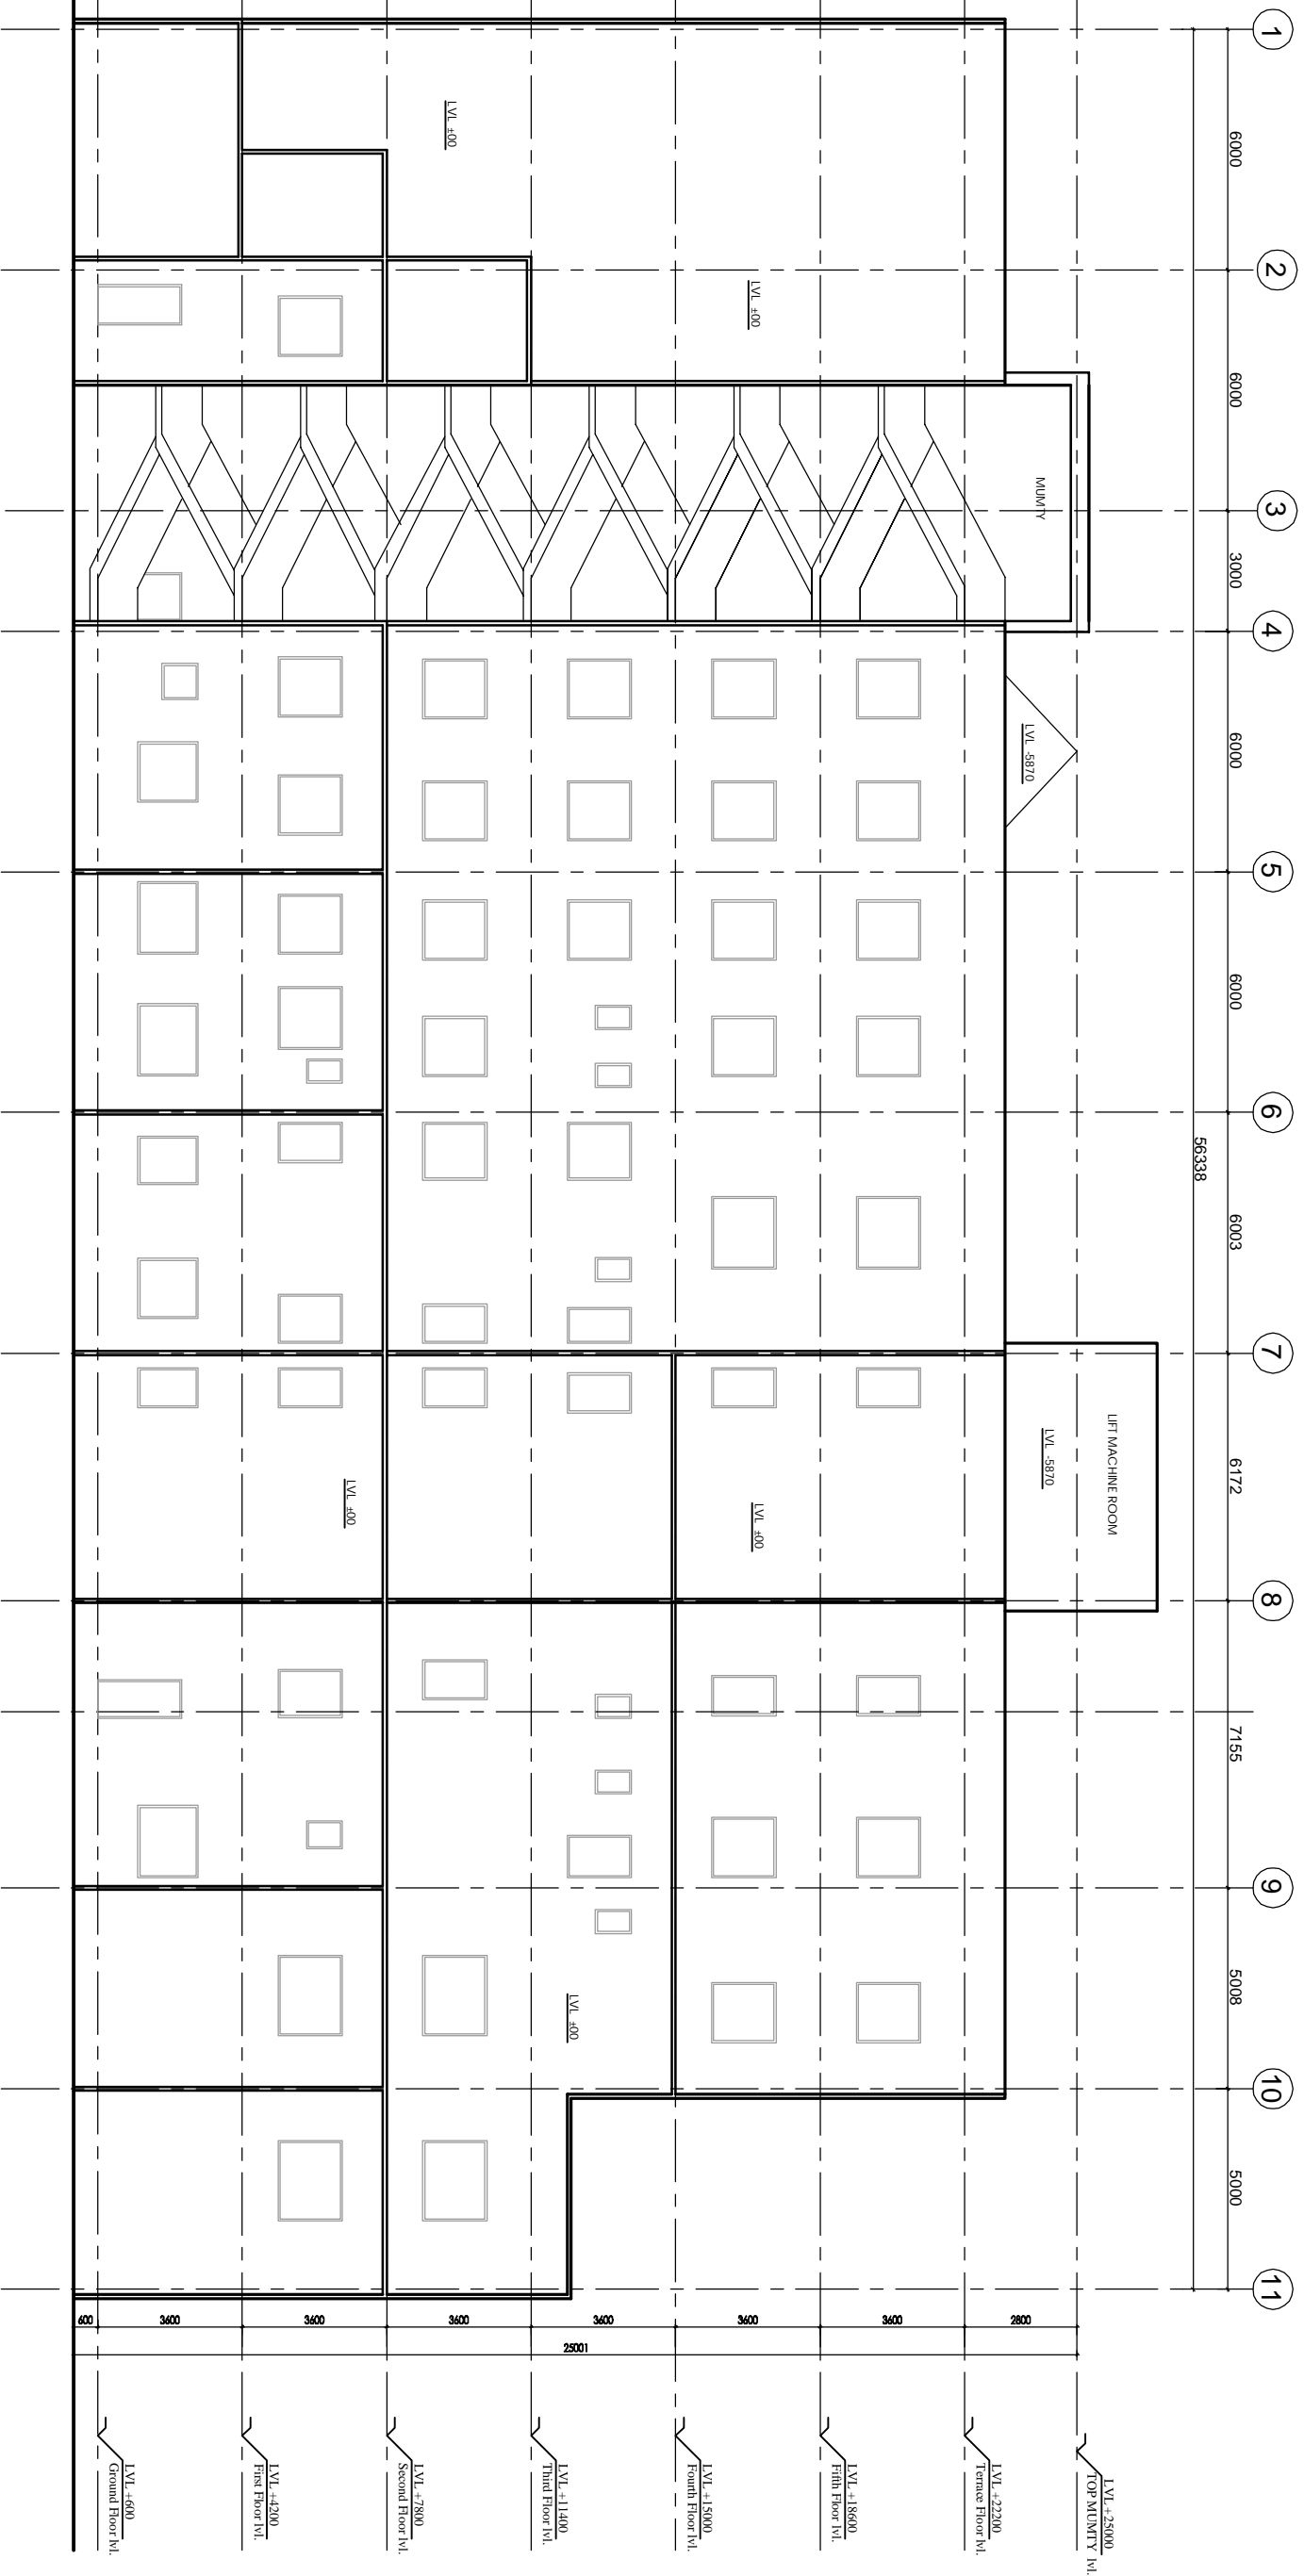 1
2
3
4
5
6
7
8
9
10
11
6000
6000
3000
6000
6000
6003
6172
7155
5008
5000
56338
LIFT MACHINE ROOM
LVL -5870
MUMTY
LVL -5870
LVL ±00
LVL ±00
LVL ±00
LVL ±00
LVL ±00
2800
3600
3600
3600
3600
3600
3600
600
25001
LVL +25000
TOP MUMTY lvl.
LVL +22200
Terrace Floor lvl.
LVL +18600
Fifth Floor lvl.
LVL +15000
Fourth Floor lvl.
LVL +11400
Third Floor lvl.
LVL +7800
Second Floor lvl.
LVL +4200
First Floor lvl.
LVL +600
Ground Floor lvl.